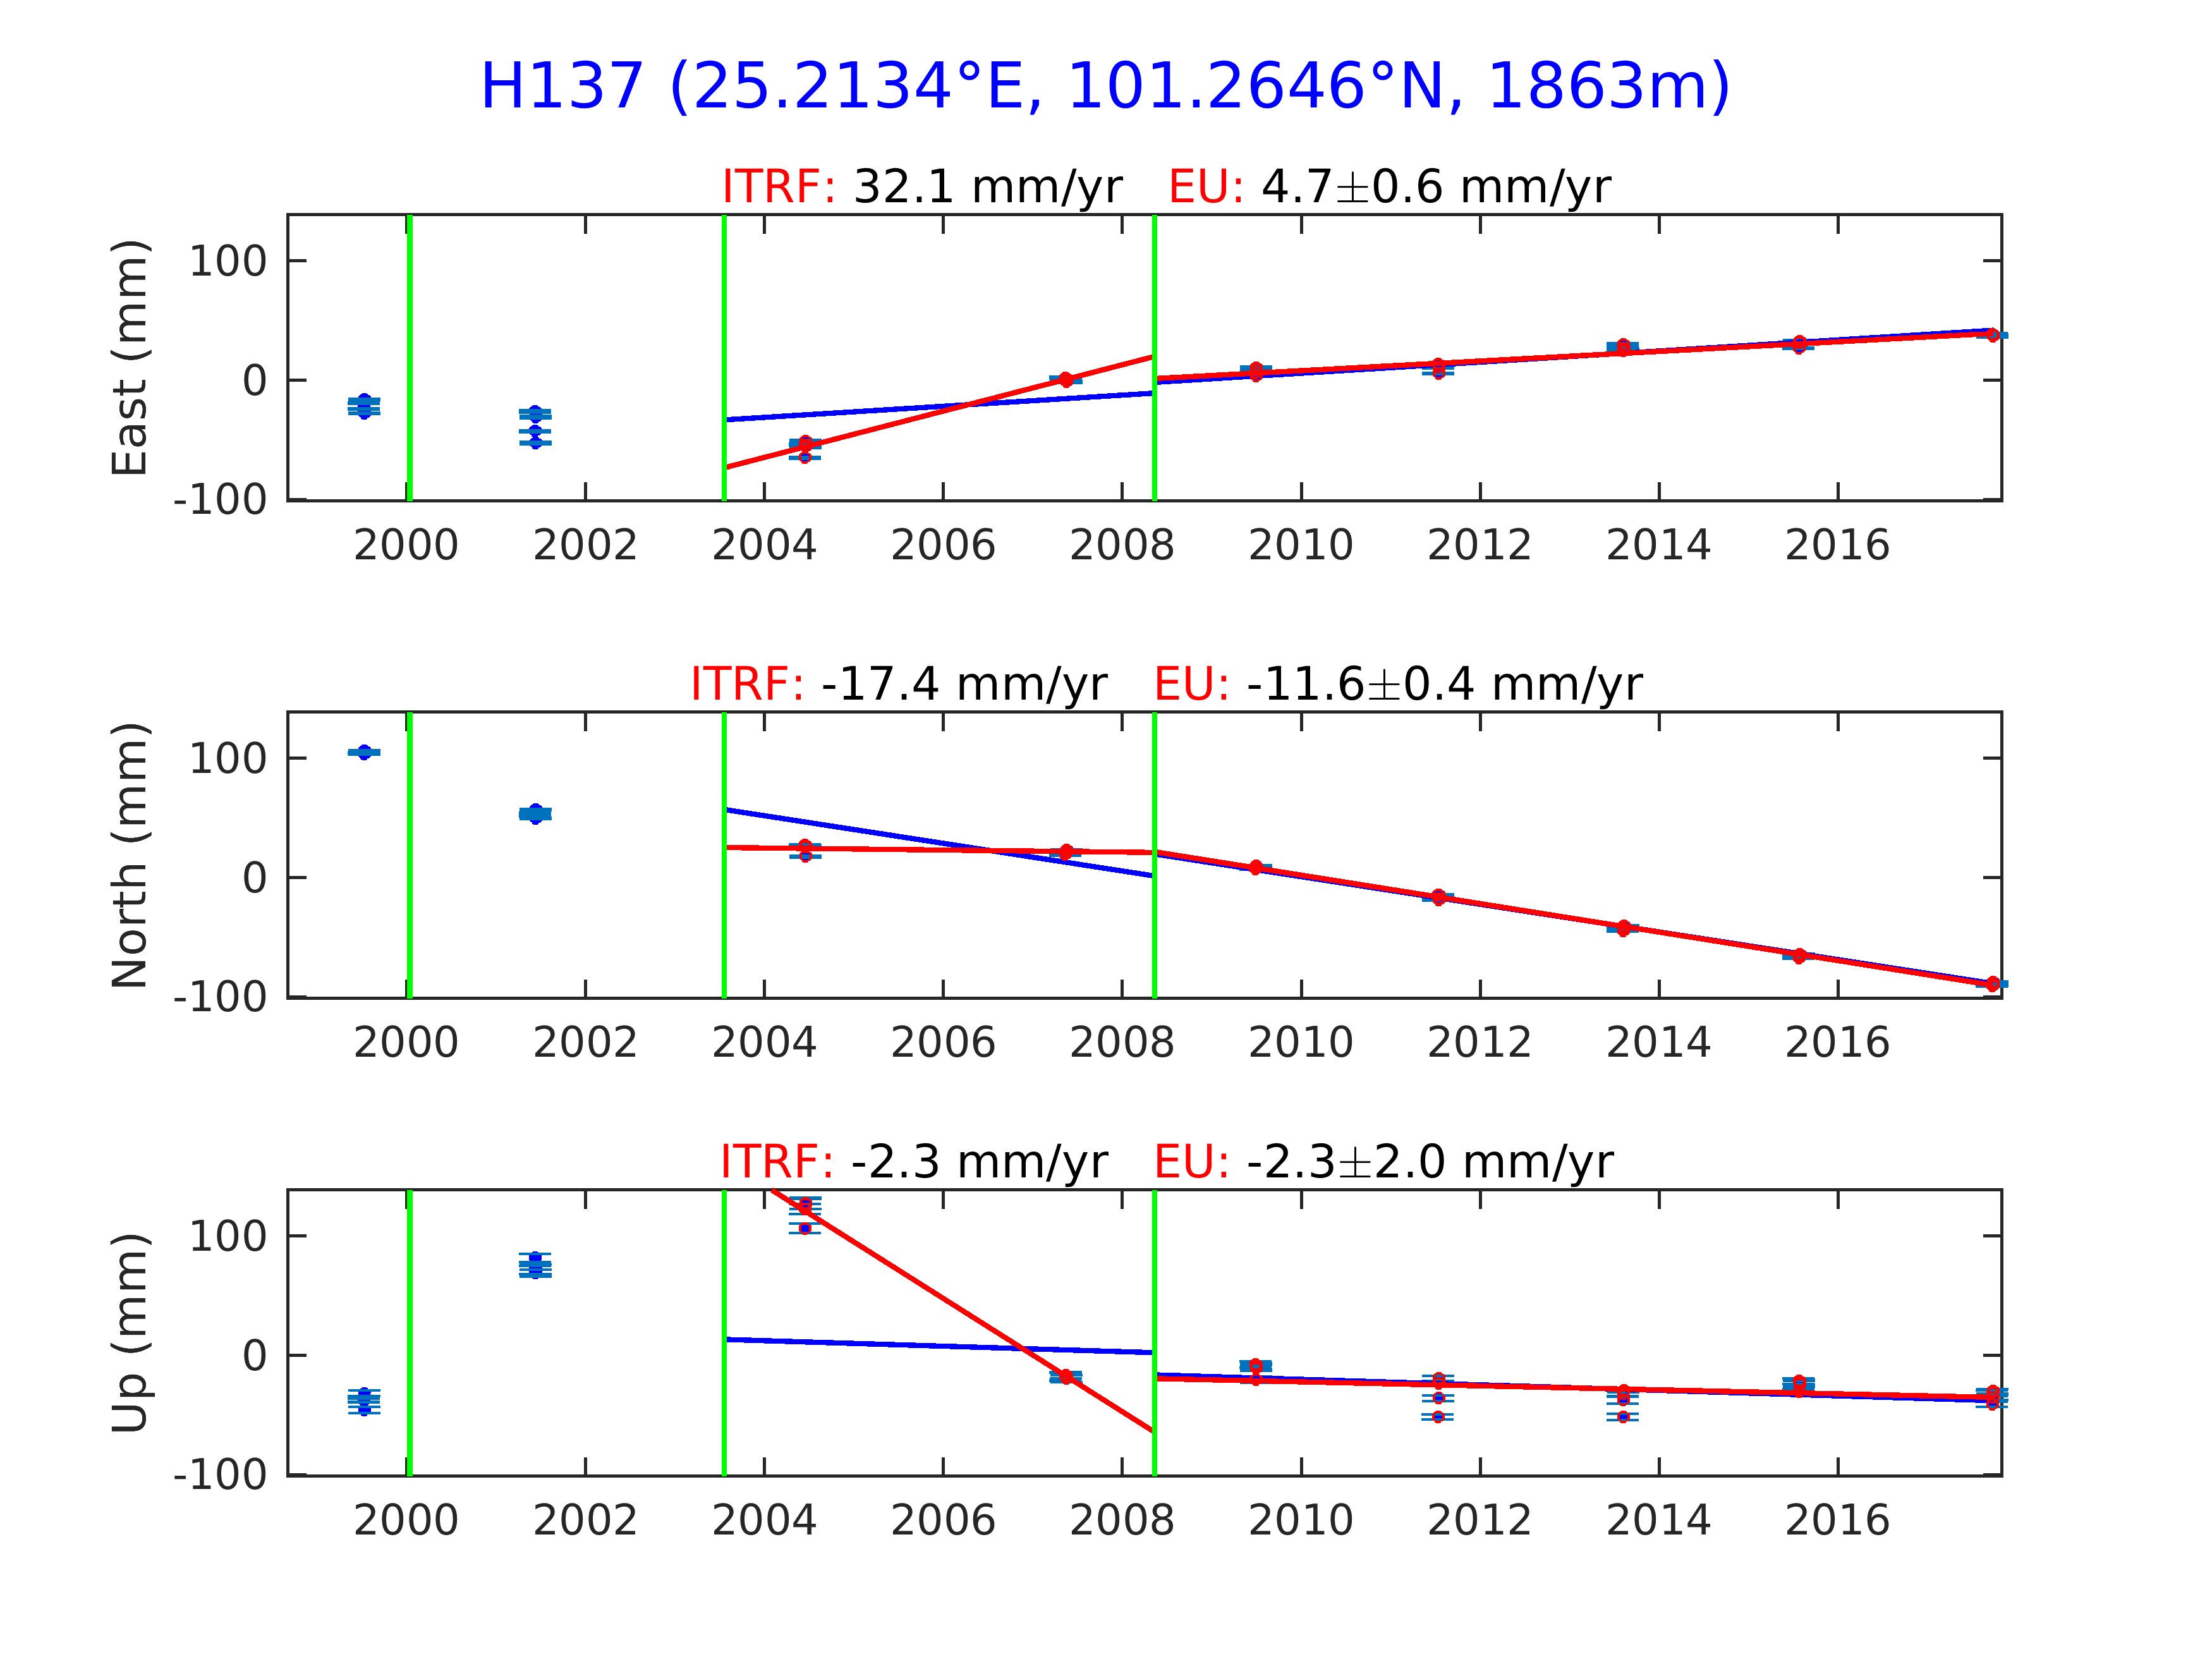 H137 (25.2134°E, 101.2646°N, 1863m)
ITRF: 32.1 mm/yr EU: 4.7±0.6 mm/yr
East (mm)
100
0
-100
2000 2002 2004 2006 2008 2010 2012 2014 2016
ITRF: -17.4 mm/yr EU: -11.6±0.4 mm/yr
North (mm)
100
0
-100
2000 2002 2004 2006 2008 2010 2012 2014 2016
ITRF: -2.3 mm/yr EU: -2.3±2.0 mm/yr
Up (mm)
100
0
-100
2000 2002 2004 2006 2008 2010 2012 2014 2016